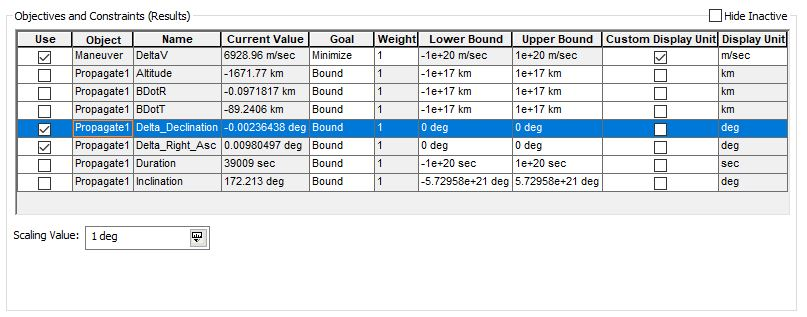 Objectives and Constraints (Results)
Hide Inactive
Use Object Name Current Value Goal Weight Lower Bound Upper Bound Custom Display Unit Display Unit
Maneuver DeltaV 6928.96 m/sec Minimize 1 -1e+20 m/sec 1e+20 m/sec m/sec
Propagate1 Altitude -1671.77 km Bound 1 -1e+17 km 1e+17 km km
Propagate1 BDotR -0.0971817 km Bound 1 -1e+17 km 1e+17 km km
Propagate1 BDotT -89.2406 km Bound 1 -1e+17 km 1e+17 km km
Propagate1 Delta_Declination -0.00236438 deg Bound 1 0 deg 0 deg deg
Propagate1 Delta_Right_Asc 0.00980497 deg Bound 1 0 deg 0 deg deg
Propagate1 Duration 39009 sec Bound 1 -1e+20 sec 1e+20 sec sec
Propagate1 Inclination 172.213 deg Bound 1 -5.72958e+21 deg 5.72958e+21 deg deg
Scaling Value: 1 deg